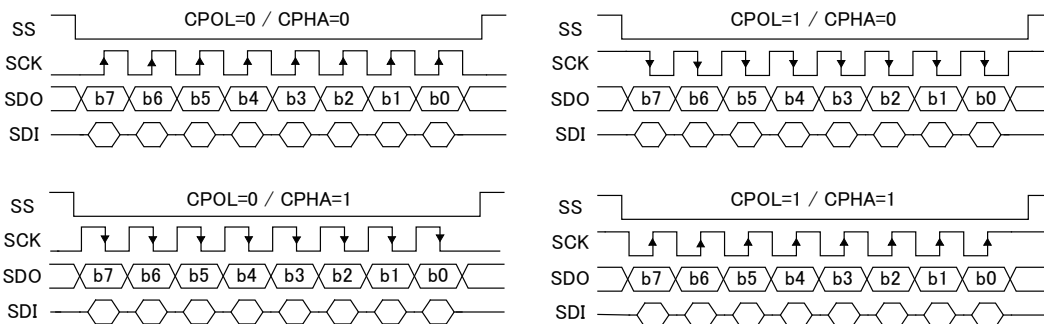 CPOL=0 / CPHA=0
SS
SCK
SDO b7 b6 b5 b4 b3 b2 b1 b0
SDI
CPOL=1 / CPHA=0
SS
SCK
SDO b7 b6 b5 b4 b3 b2 b1 b0
SDI
CPOL=0 / CPHA=1
SS
SCK
SDO b7 b6 b5 b4 b3 b2 b1 b0
SDI
CPOL=1 / CPHA=1
SS
SCK
SDO b7 b6 b5 b4 b3 b2 b1 b0
SDI